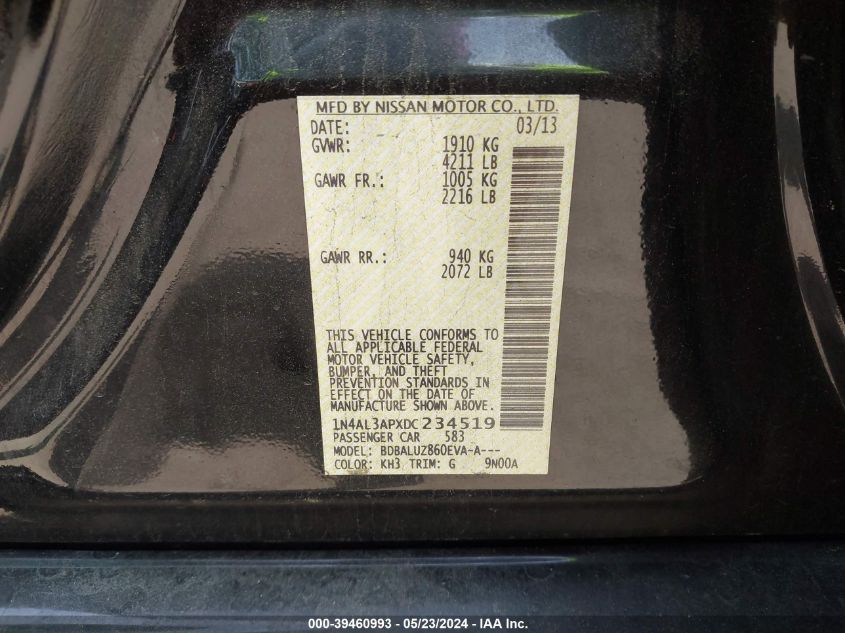 MFD BY NISSAN MOTOR CO., LTD.
DATE: 03/13
GVWR: 1910 KG
4211 LB
GAWR FR.: 1005 KG
2216 LB
GAWR RR.: 940 KG
2072 LB
THIS VEHICLE CONFORMS TO
ALL APPLICABLE FEDERAL
MOTOR VEHICLE SAFETY,
BUMPER, AND THEFT
PREVENTION STANDARDS IN
EFFECT ON THE DATE OF
MANUFACTURE SHOWN ABOVE.
1N4AL3APXDC234519
PASSENGER CAR 583
MODEL: BDBALUZ860EVA-A---
COLOR: KH3 TRIM: G 9N00A
000-39460993 - 05/23/2024 - IAA Inc.